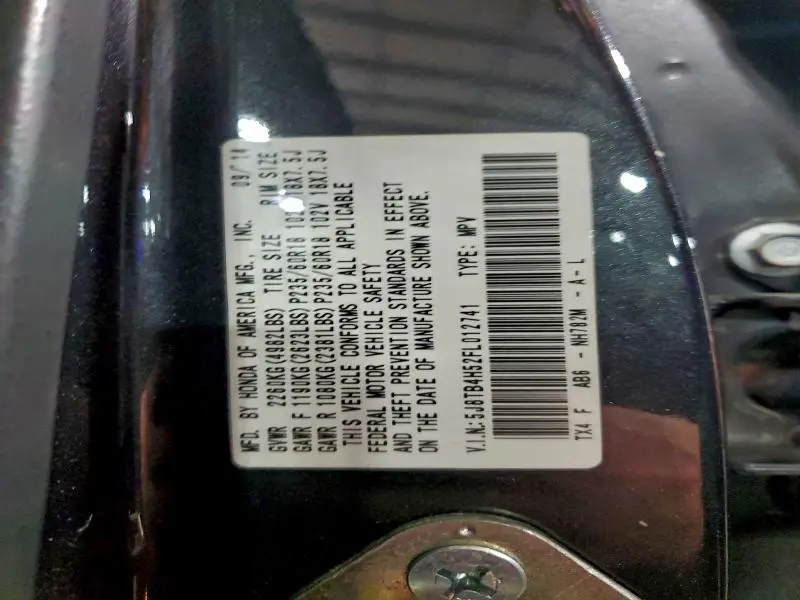 MFD. BY HONDA OF AMERICA MFG., INC. 09/14
GVWR 2260KG(4982LBS) TIRE SIZE RIM SIZE
GAWR F 1190KG(2623LBS)P235/60R18 102V 18X7.5J
GAWR R 1080KG(2381LBS)P235/60R18 102V 18X7.5J
THIS VEHICLE CONFORMS TO ALL APPLICABLE
FEDERAL MOTOR VEHICLE SAFETY
AND THEFT PREVENTION STANDARDS IN EFFECT
ON THE DATE OF MANUFACTURE SHOWN ABOVE.
V.I.N:5J8TB4H52FL012741 TYPE: MPV
TX4 F AB6 - NH782M - A - L